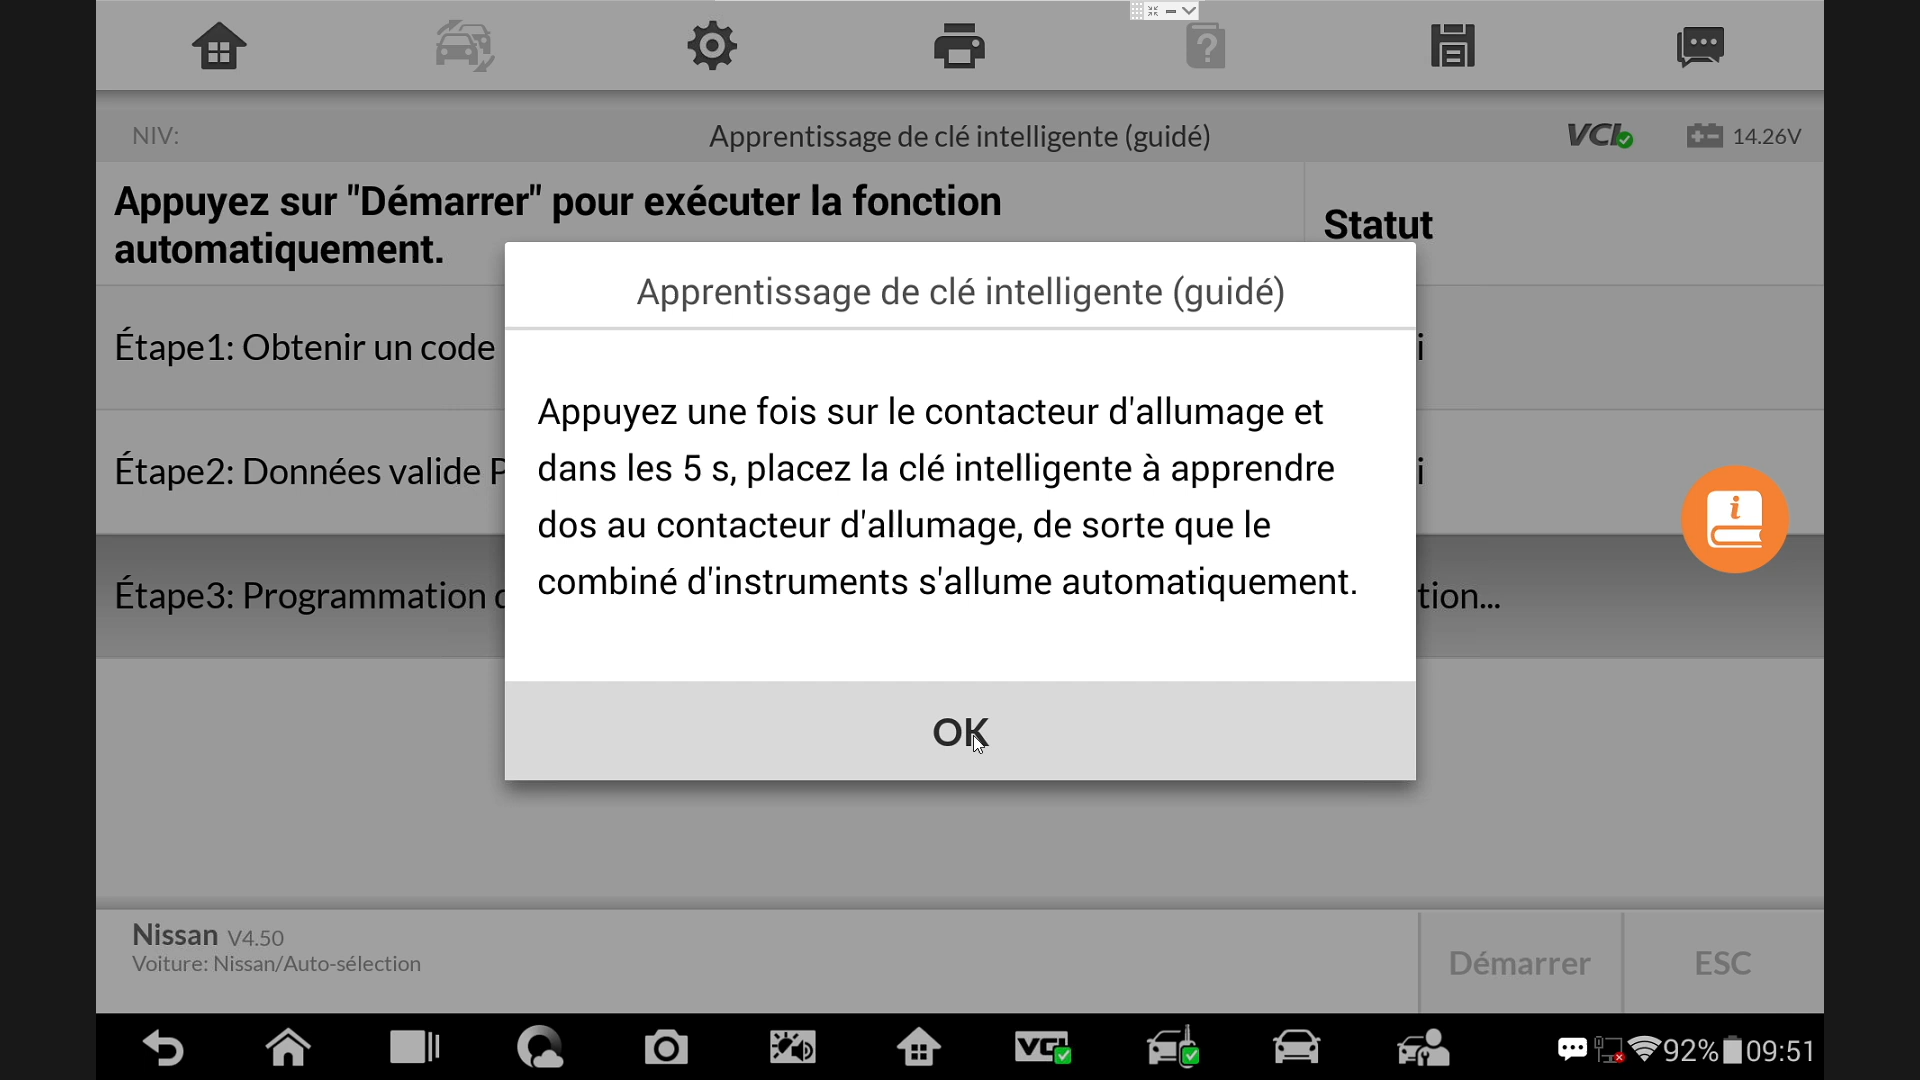 NIV:
Apprentissage de clé intelligente (guidé)
VCI
14.26V
Appuyez sur "Démarrer" pour exécuter la fonction
automatiquement.
Statut
Étape1: Obtenir un code
Étape2: Données valide
Étape3: Programmation
tion...
Apprentissage de clé intelligente (guidé)
Appuyez une fois sur le contacteur d'allumage et
dans les 5 s, placez la clé intelligente à apprendre
dos au contacteur d'allumage, de sorte que le
combiné d'instruments s'allume automatiquement.
OK
Nissan V4.50
Voiture: Nissan/Auto-sélection
Démarrer
ESC
VCI
92%
09:51